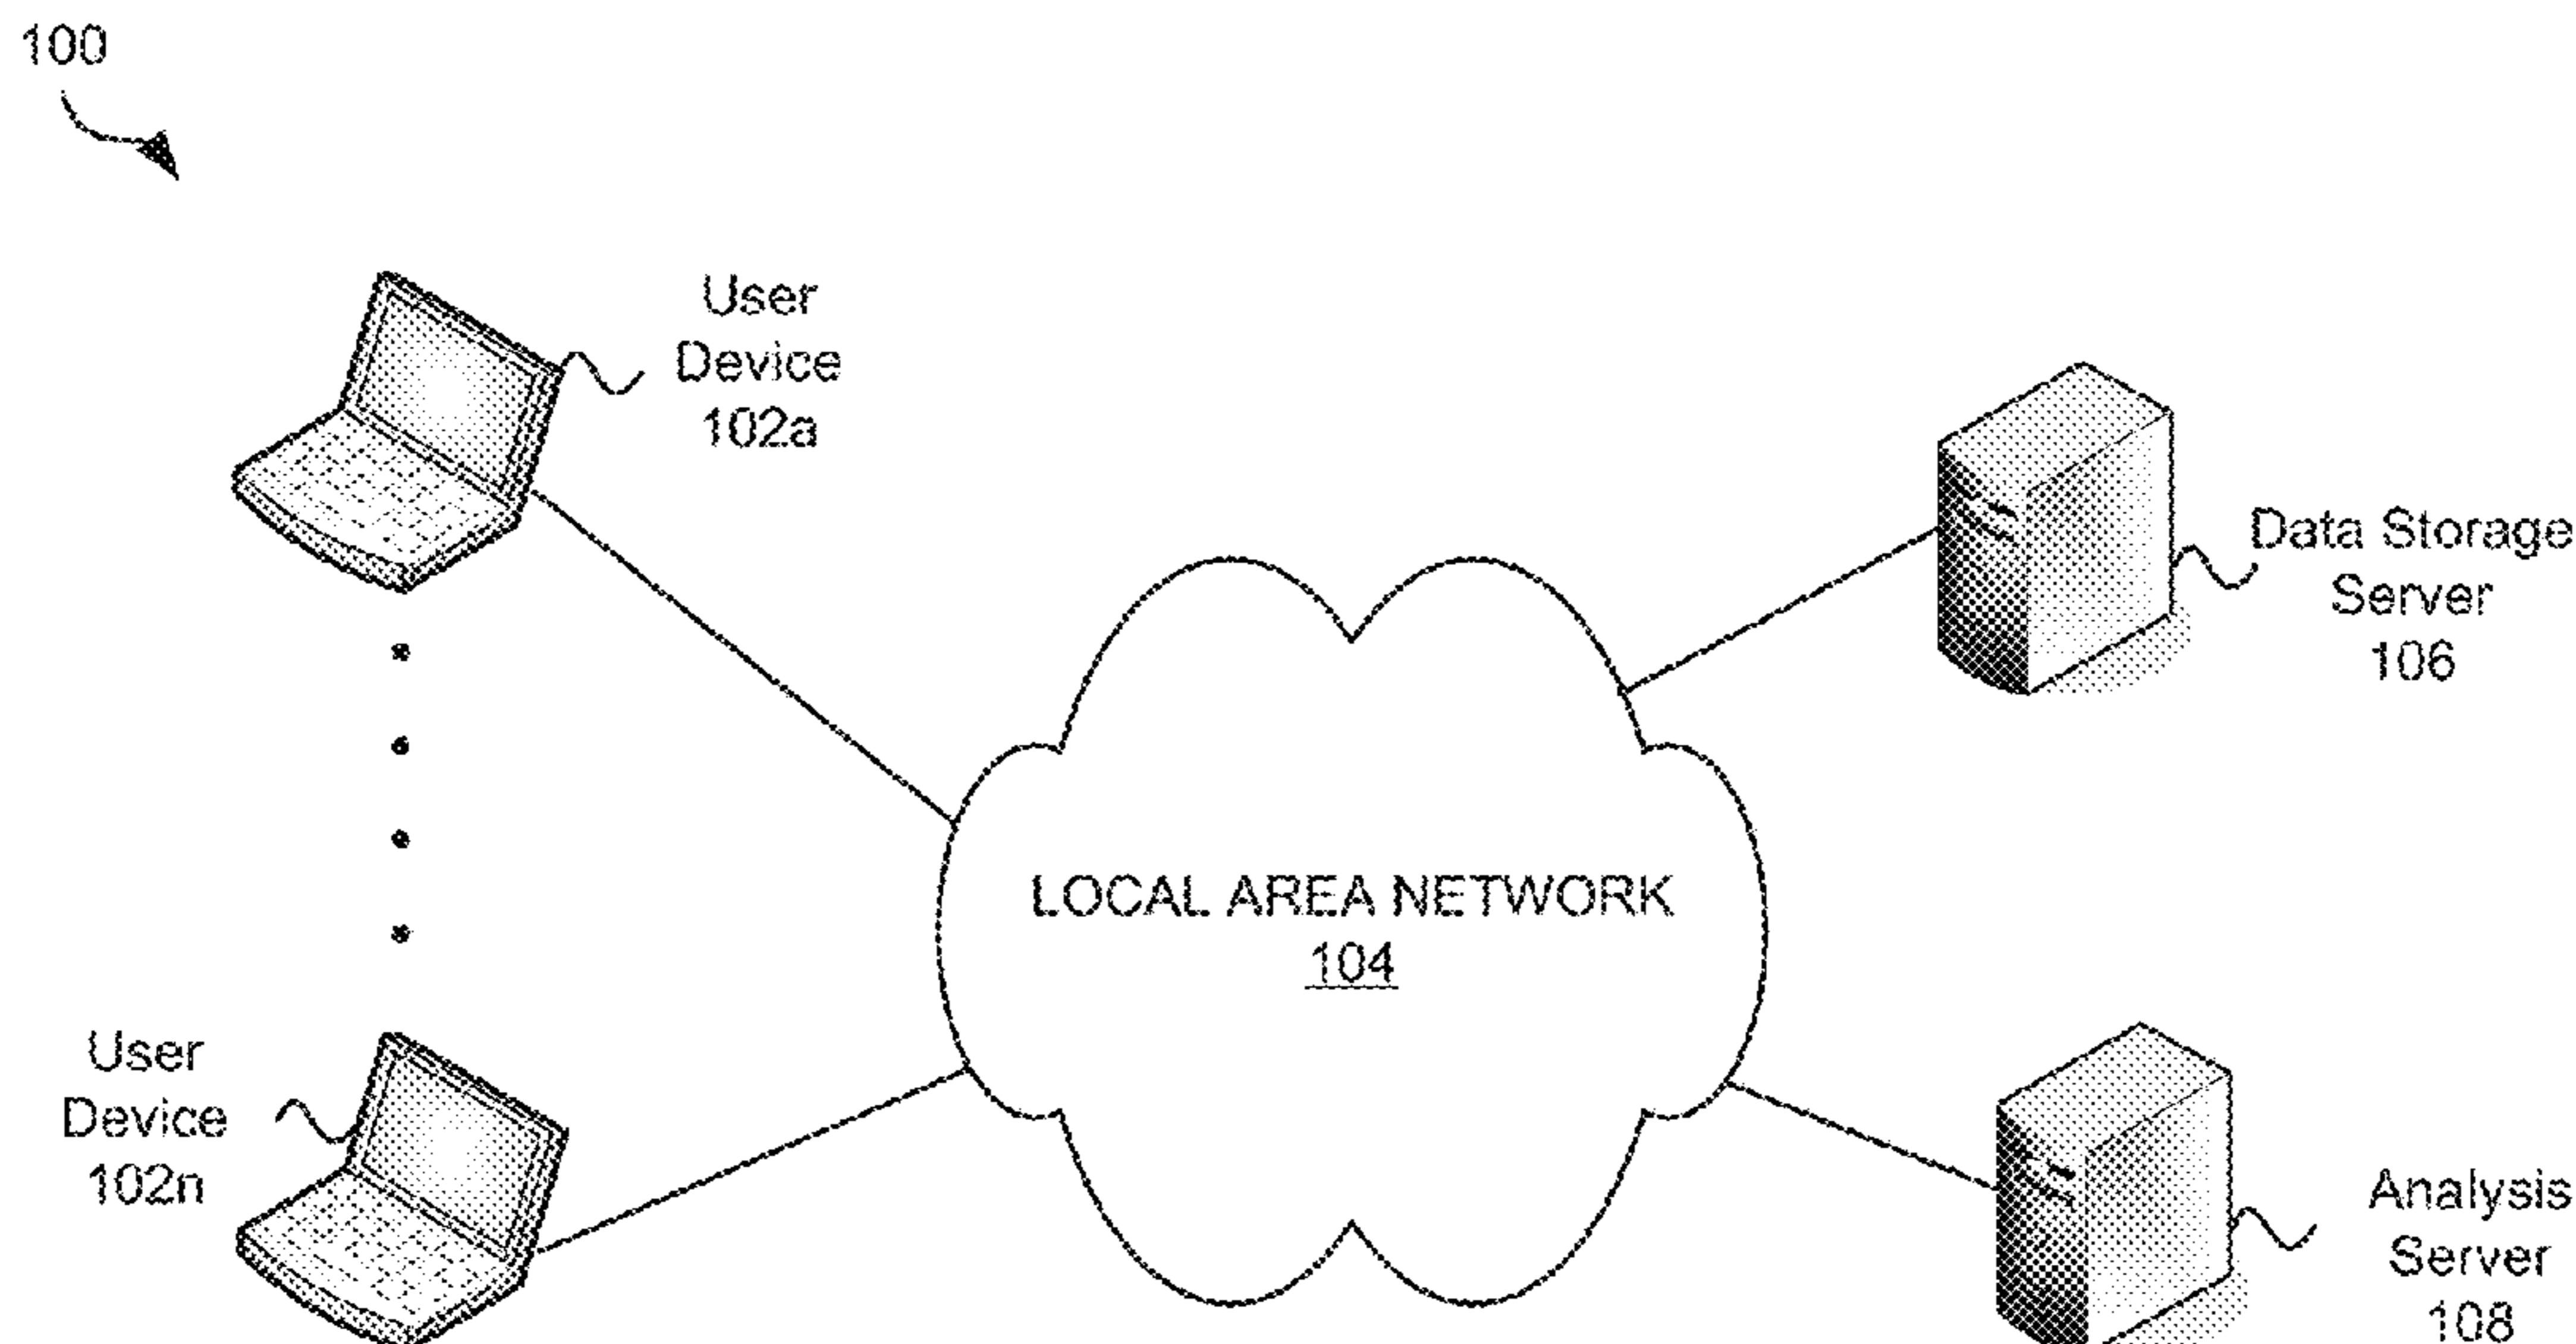 100
User
Device
102a
Data Storage
Server
106
LOCAL AREA NETWORK
104
User
Device
102n
Analysis
Server
108